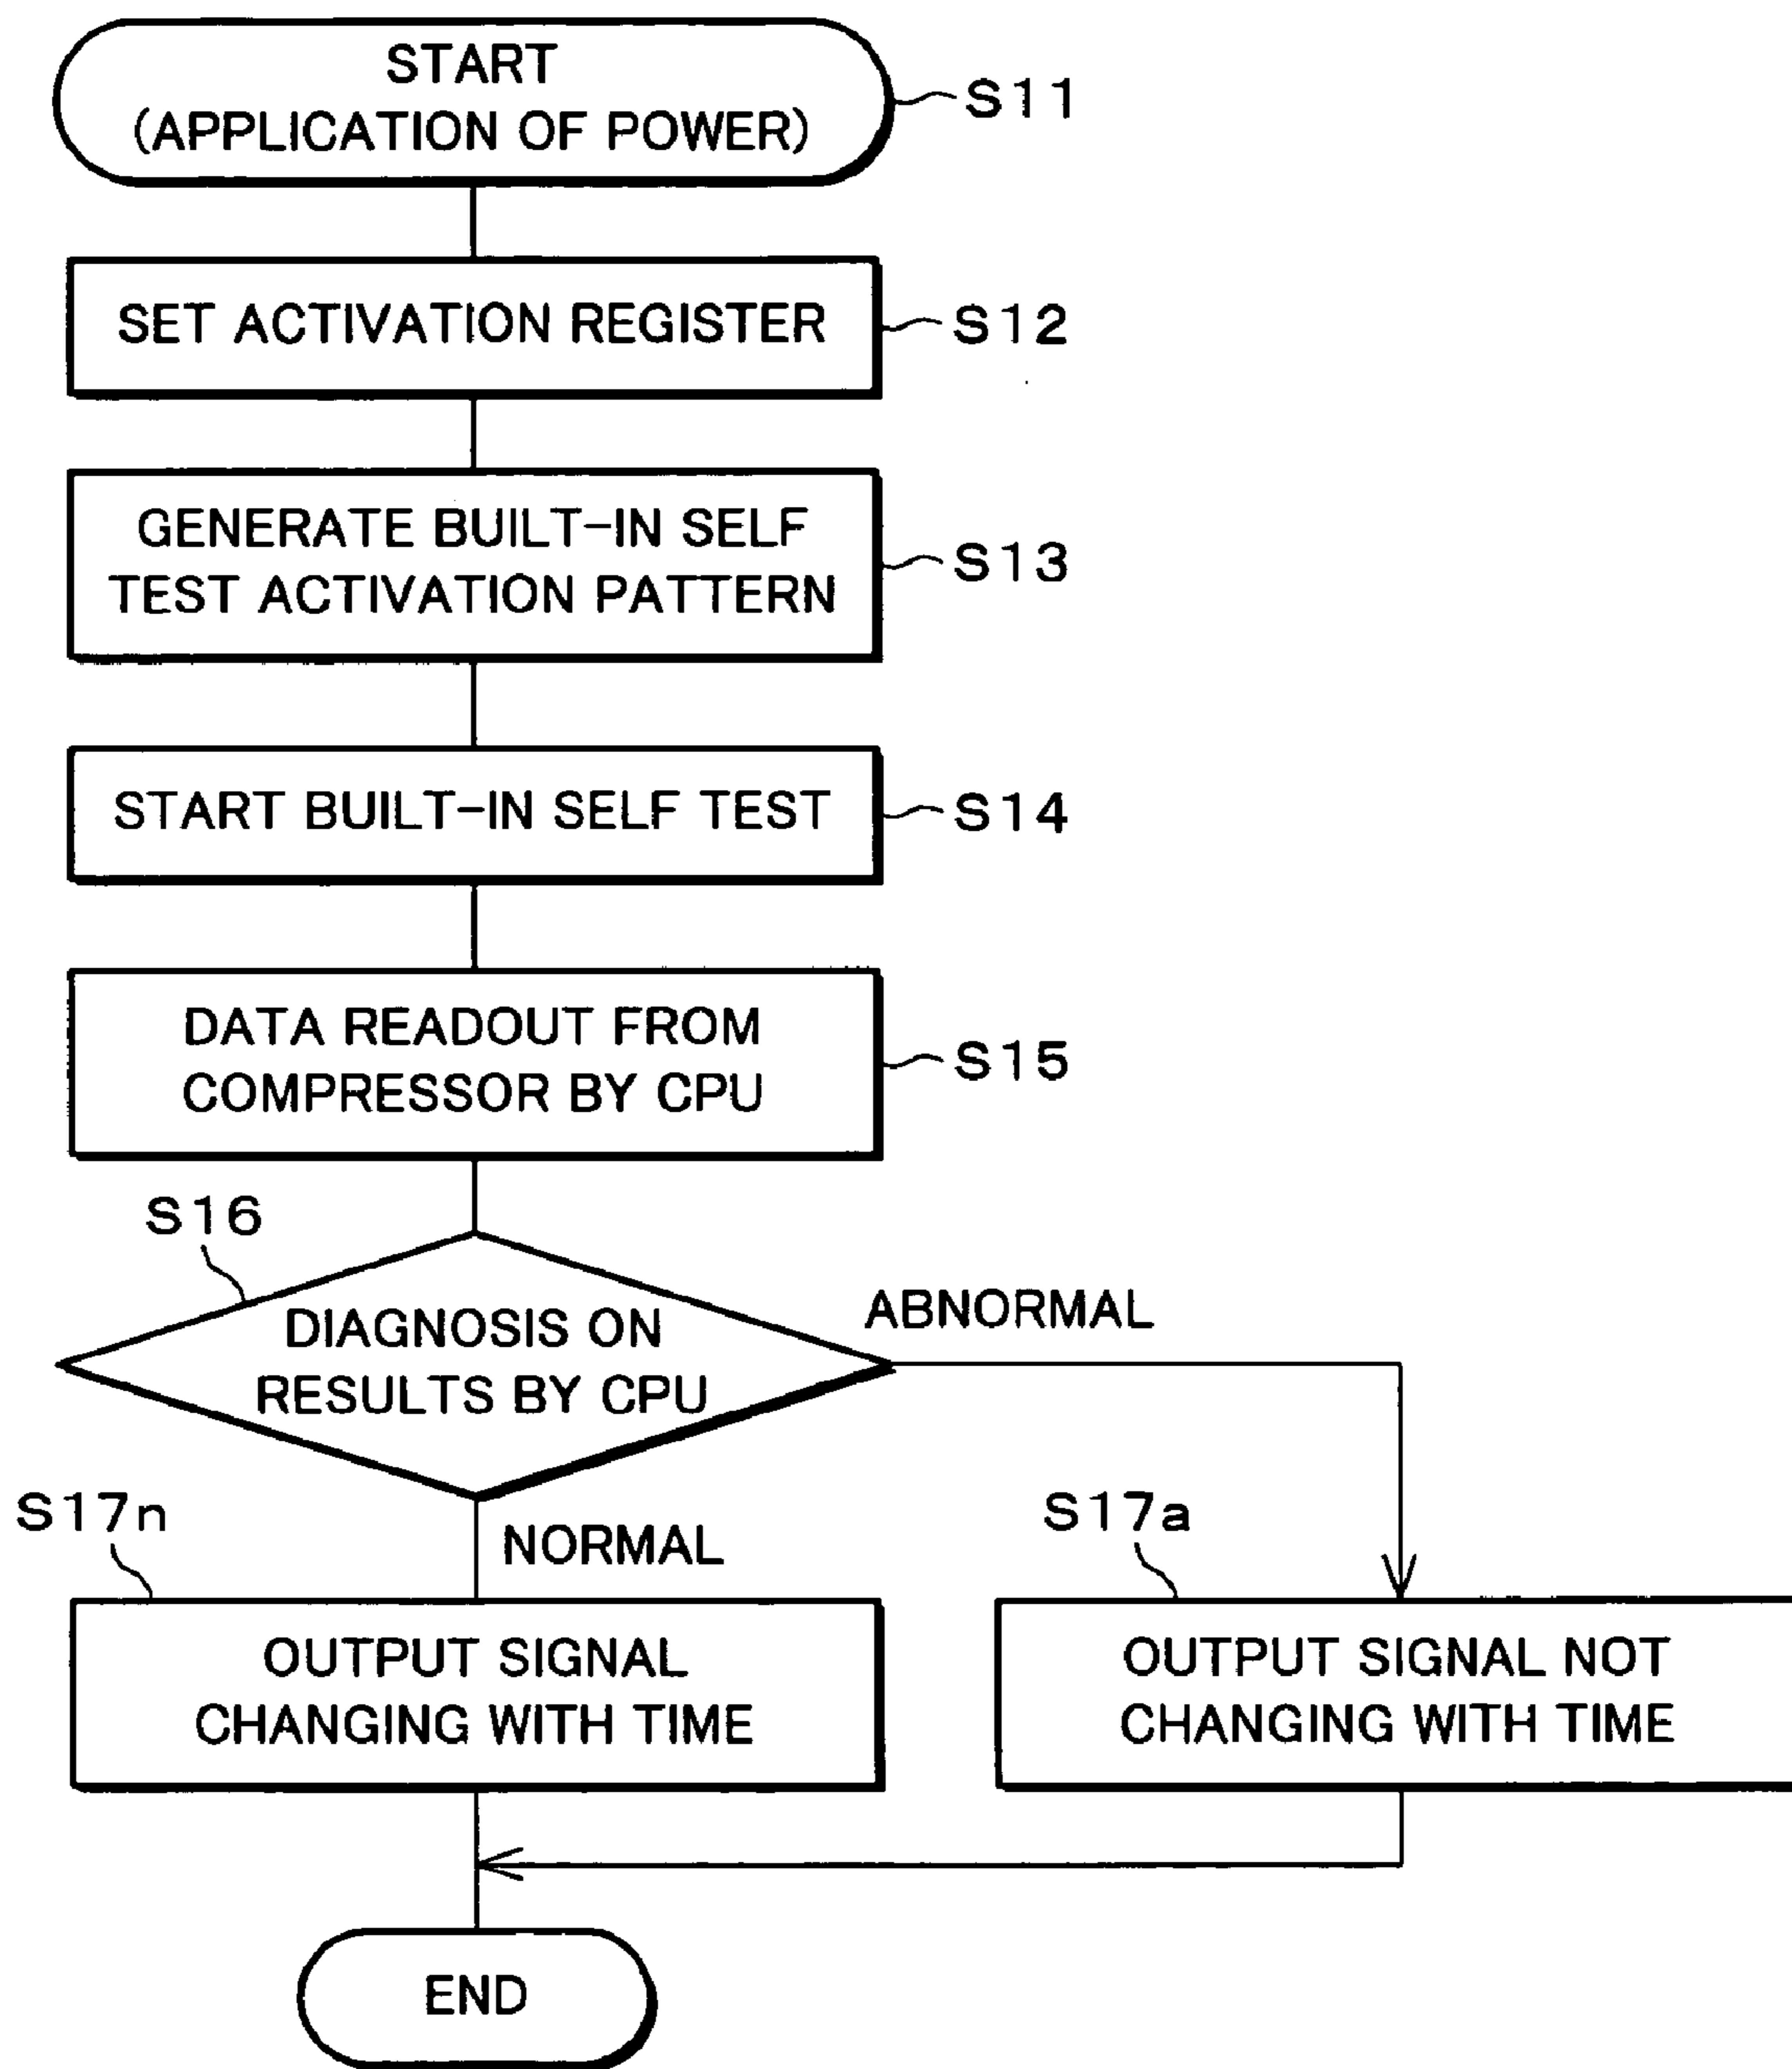 START
(APPLICATION OF POWER)
S11
SET ACTIVATION REGISTER
S12
GENERATE BUILT-IN SELF
TEST ACTIVATION PATTERN
S13
START BUILT-IN SELF TEST
S14
DATA READOUT FROM
COMPRESSOR BY CPU
S15
S16
DIAGNOSIS ON
RESULTS BY CPU
ABNORMAL
S17n
NORMAL
S17a
OUTPUT SIGNAL
CHANGING WITH TIME
OUTPUT SIGNAL NOT
CHANGING WITH TIME
END